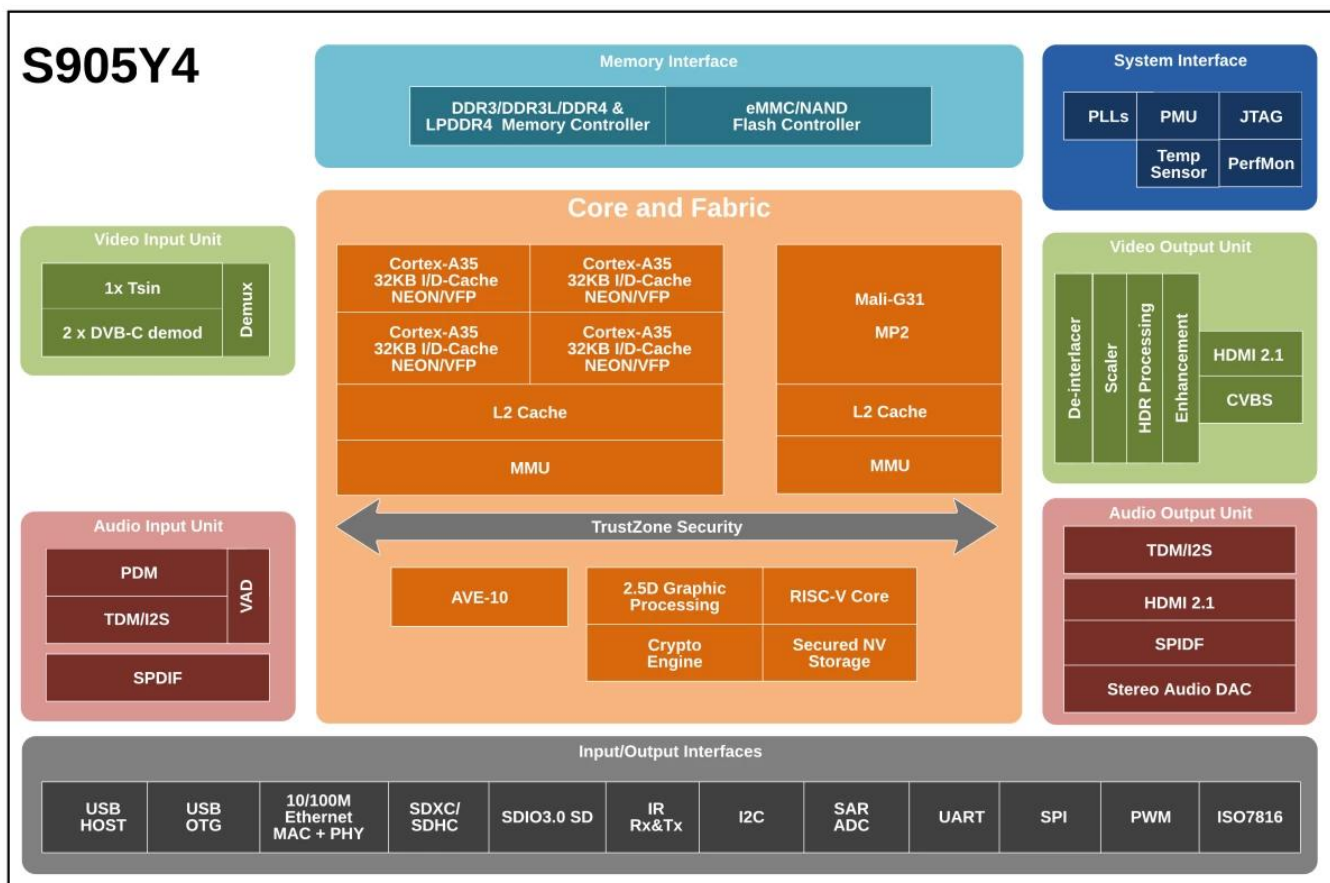 S905Y4
Memory Interface
DDR3/DDR3L/DDR4 &
LPDDR4 Memory Controller
eMMC/NAND
Flash Controller
System Interface
PLLs
PMU
JTAG
Temp
Sensor
PerfMon
Video Input Unit
1x Tsin
2 x DVB-C demod
Demux
Core and Fabric
Cortex-A35
32KB I/D-Cache
NEON/VFP
Cortex-A35
32KB I/D-Cache
NEON/VFP
Cortex-A35
32KB I/D-Cache
NEON/VFP
Cortex-A35
32KB I/D-Cache
NEON/VFP
L2 Cache
MMU
Mali-G31
MP2
L2 Cache
MMU
TrustZone Security
AVE-10
2.5D Graphic
Processing
RISC-V Core
Crypto
Engine
Secured NV
Storage
Video Output Unit
De-interlacer
Scaler
HDR Processing
Enhancement
HDMI 2.1
CVBS
Audio Input Unit
PDM
TDM/I2S
VAD
SPDIF
Audio Output Unit
TDM/I2S
HDMI 2.1
SPIDF
Stereo Audio DAC
Input/Output Interfaces
USB
HOST
USB
OTG
10/100M
Ethernet
MAC + PHY
SDXC/
SDHC
SDIO3.0 SD
IR
Rx&Tx
I2C
SAR
ADC
UART
SPI
PWM
ISO7816